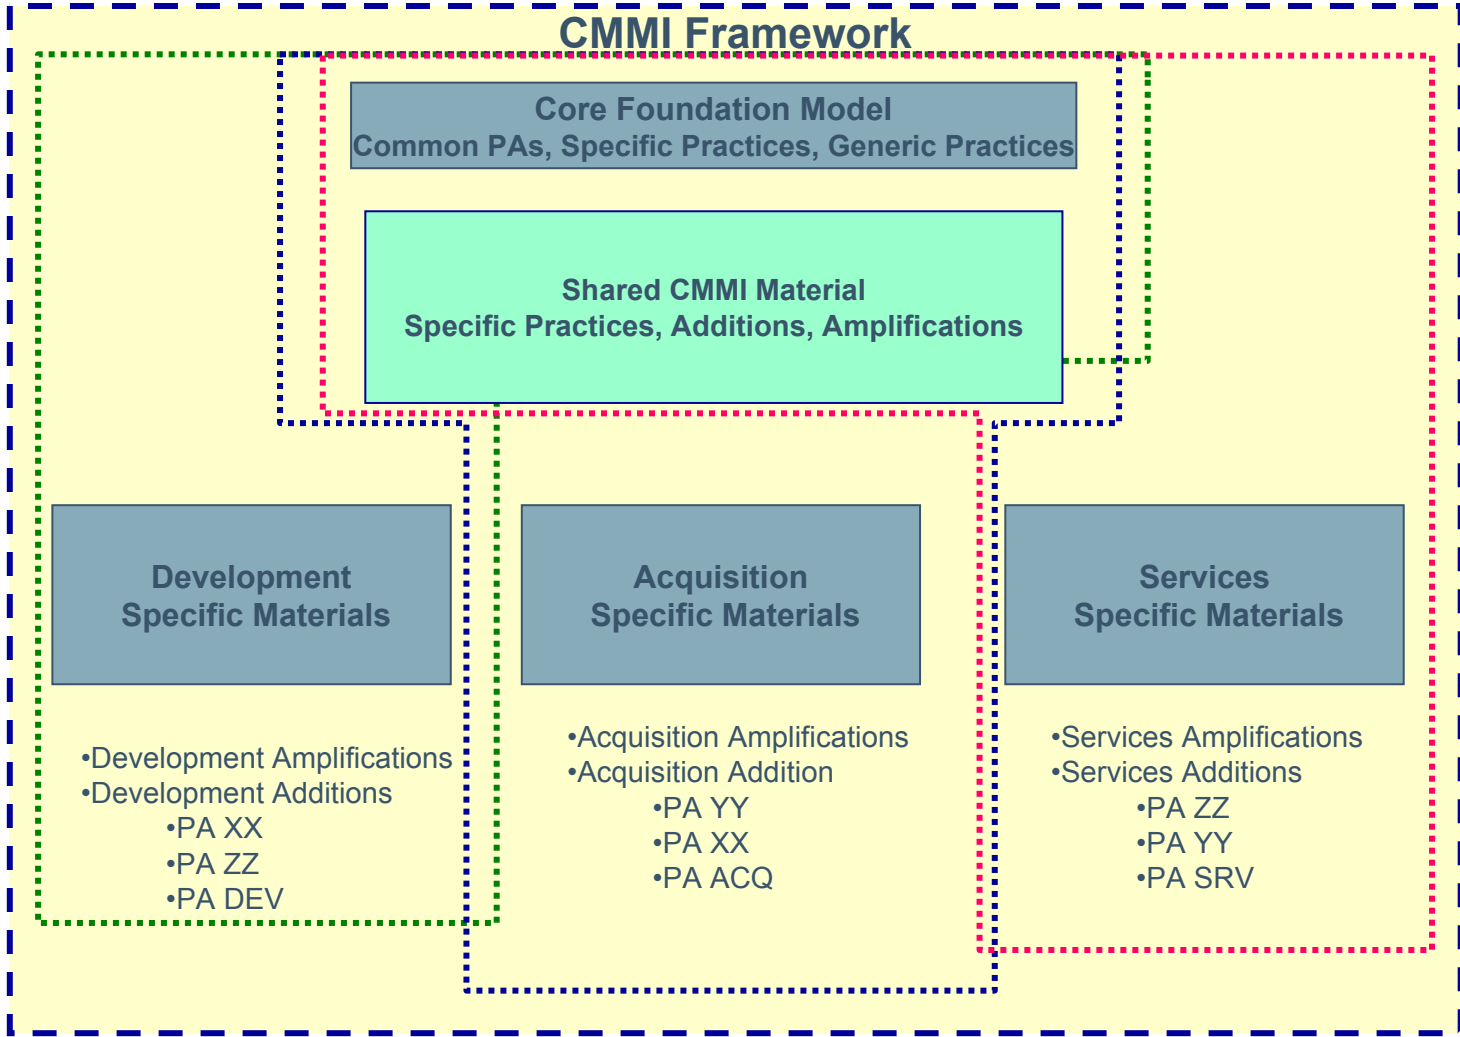 CMMI Framework
Core Foundation Model
Common PAs, Specific Practices, Generic Practices
Shared CMMI Material
Specific Practices, Additions, Amplifications
Development
Specific Materials
Acquisition
Specific Materials
Services
Specific Materials
•Development Amplifications
•Development Additions
•PA XX
•PA ZZ
•PA DEV
•Acquisition Amplifications
•Acquisition Addition
•PA YY
•PA XX
•PA ACQ
•Services Amplifications
•Services Additions
•PA ZZ
•PA YY
•PA SRV